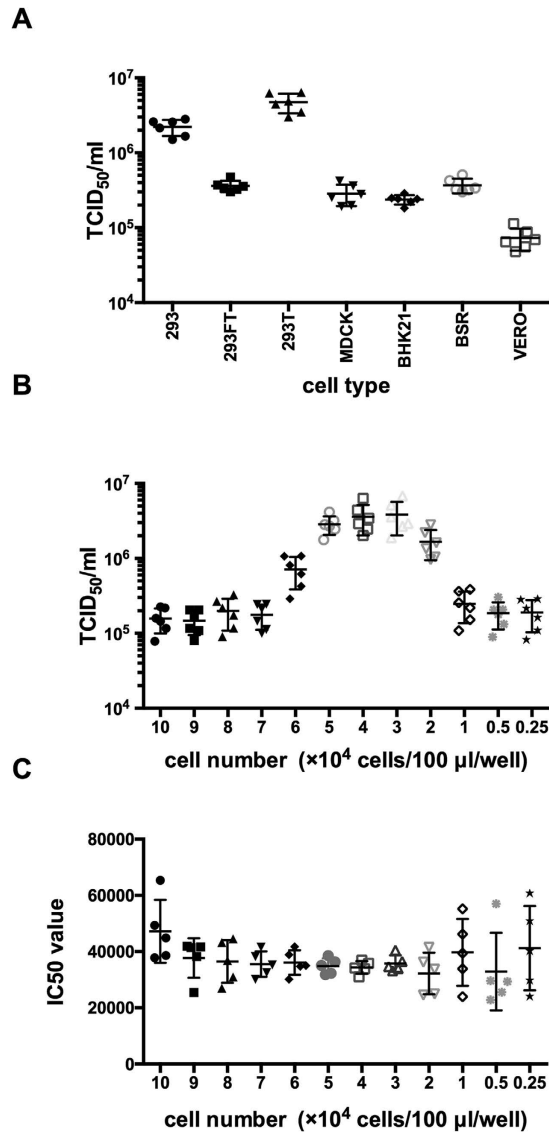 A
10⁷
10⁶
10⁵
10⁴
TCID₅₀/ml
293
293FT
293T
MDCK
BHK21
BSR
VERO
cell type
B
10⁷
10⁶
10⁵
10⁴
TCID₅₀/ml
10 9 8 7 6 5 4 3 2 1 0.5 0.25
cell number (×10⁴ cells/100 μl/well)
C
80000
60000
40000
20000
0
IC50 value
10 9 8 7 6 5 4 3 2 1 0.5 0.25
cell number (×10⁴ cells/100 μl/well)